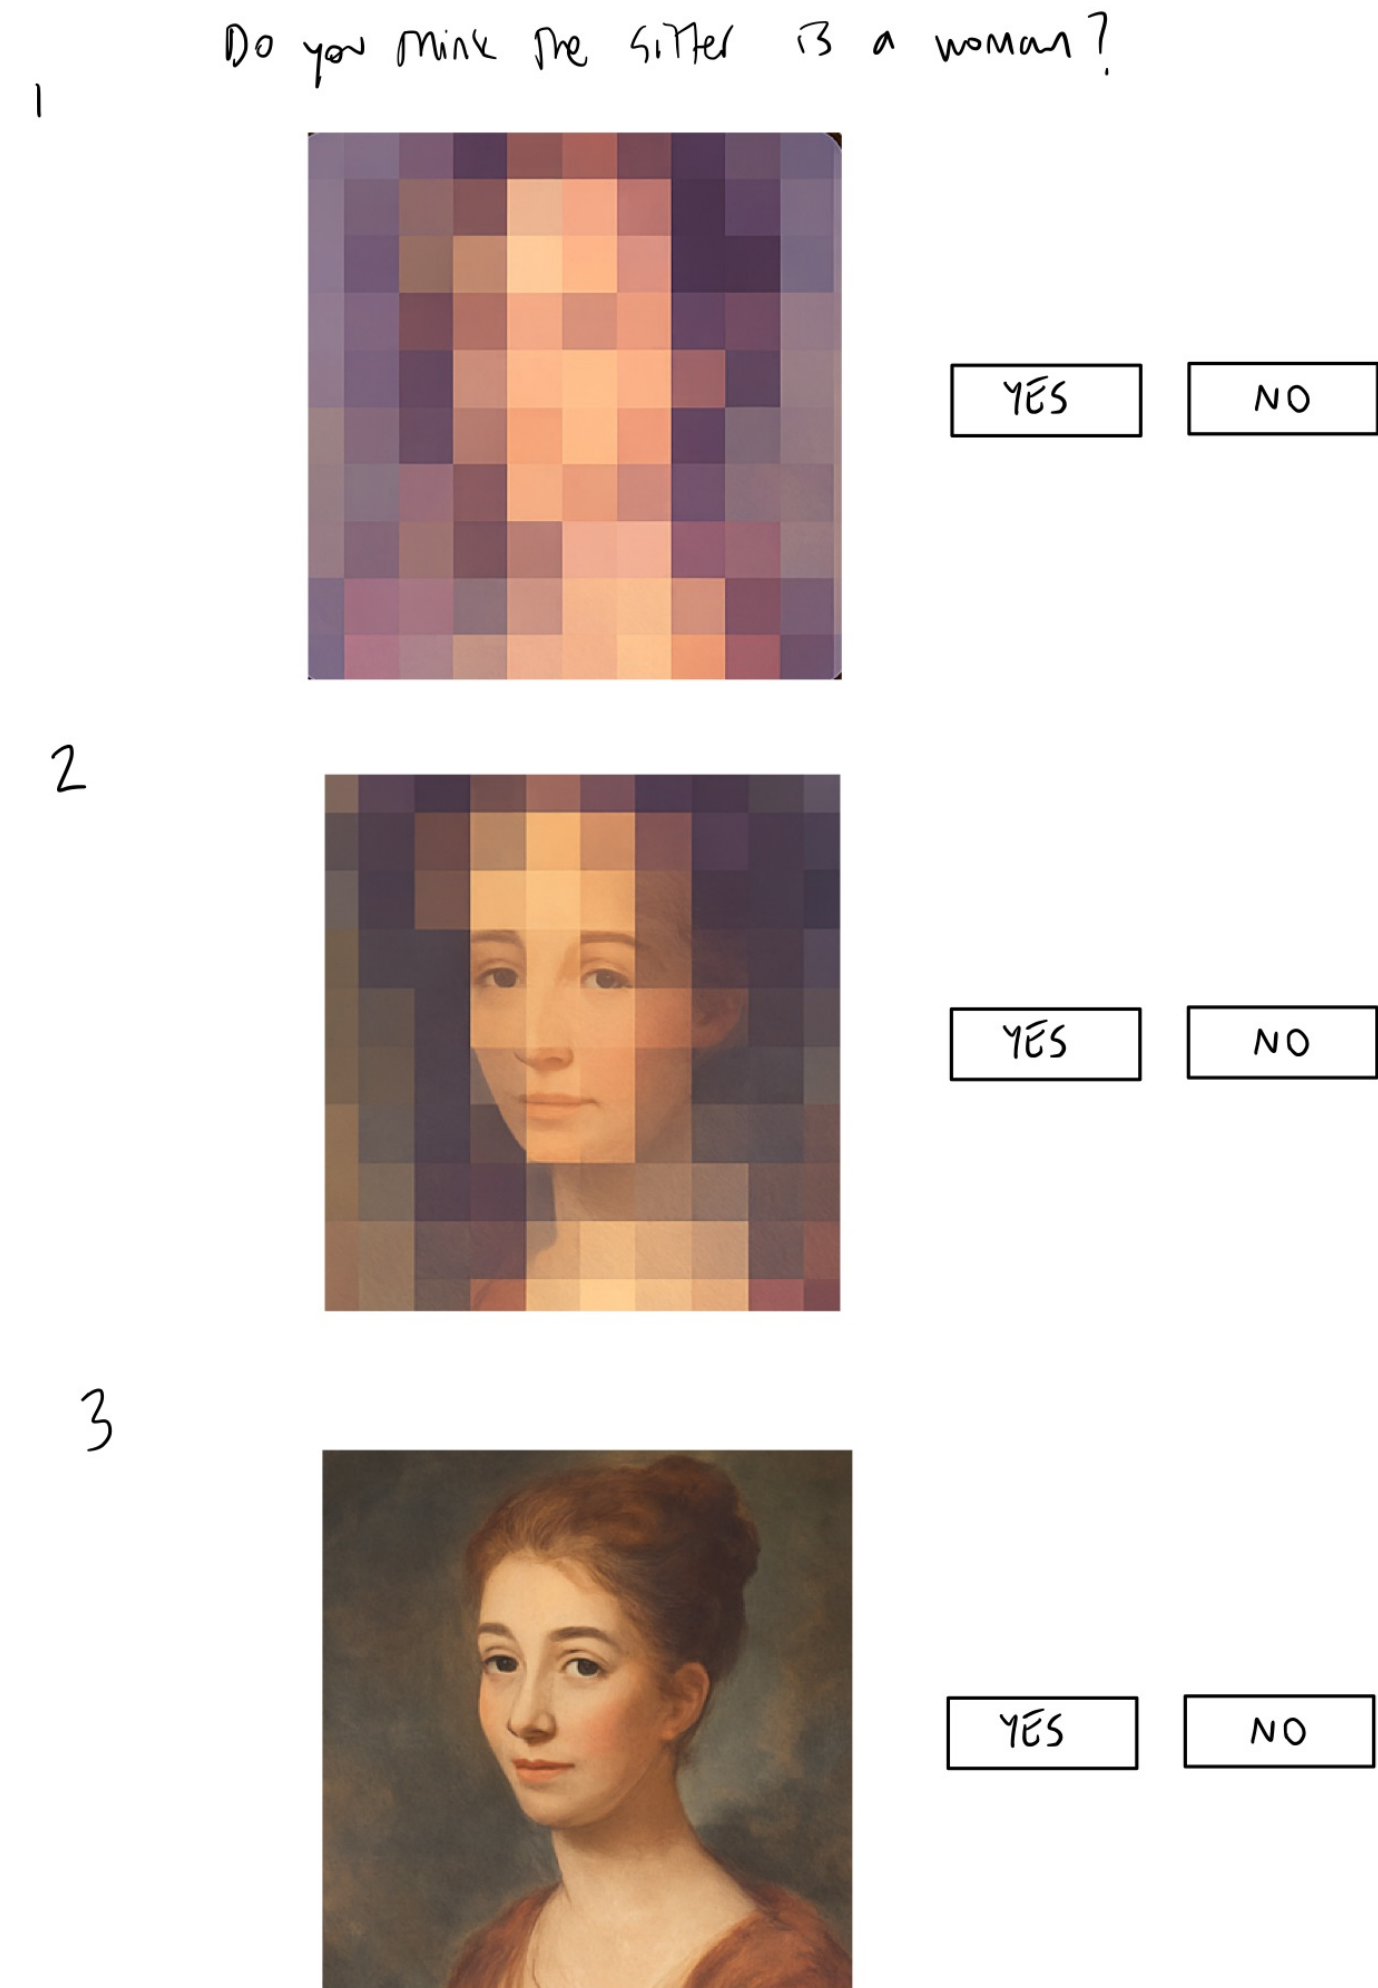 Do you think the sitter is a woman?
1
YES NO
2
YES NO
3
YES NO